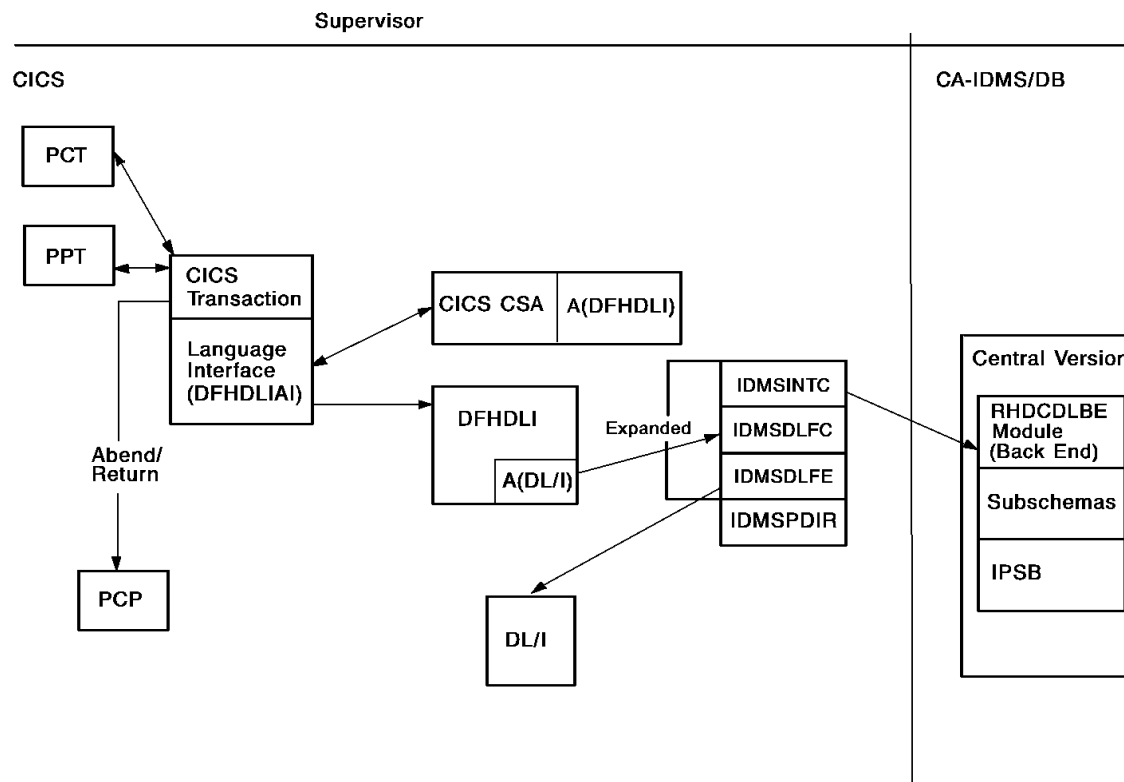 Supervisor
CICS
CA-IDMS/DB
PCT
PPT
CICS
Transaction
Language
Interface
(DFHDLIAI)
CICS CSA
A(DFHDLI)
DFHDLI
A(DL/I)
Expanded
IDMSINTC
IDMSDLFC
IDMSDLFE
IDMSPDIR
Central Version
RHDCDLBE
Module
(Back End)
Subschemas
IPSB
Abend/
Return
PCP
DL/I